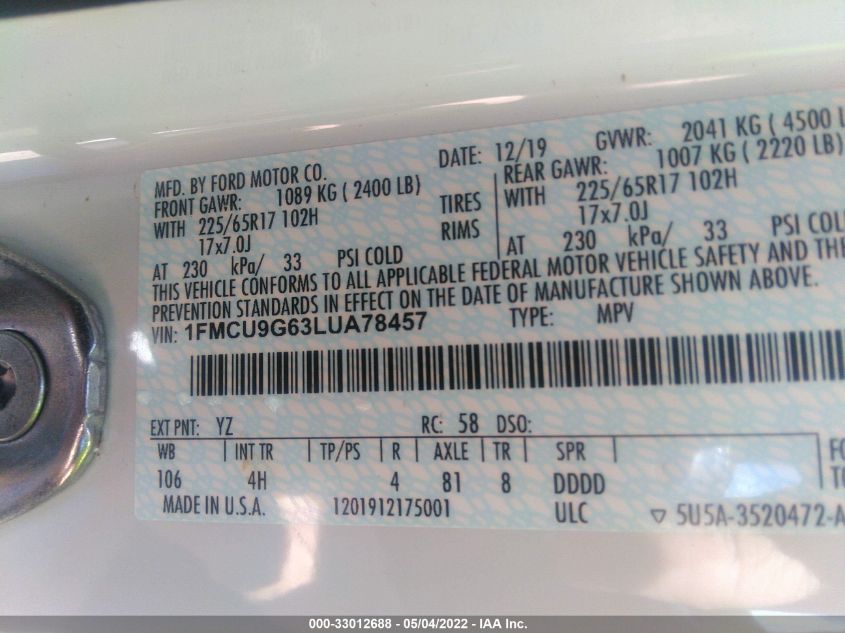 MFD. BY FORD MOTOR CO. DATE: 12/19 GVWR: 2041 KG ( 4500 L
FRONT GAWR: 1089 KG ( 2400 LB) REAR GAWR: 1007 KG ( 2220 LB)
WITH 225/65R17 102H TIRES WITH 225/65R17 102H
17x7.0J RIMS 17x7.0J
AT 230 kPa/ 33 PSI COLD AT 230 kPa/ 33 PSI COL
THIS VEHICLE CONFORMS TO ALL APPLICABLE FEDERAL MOTOR VEHICLE SAFETY AND THE
PREVENTION STANDARDS IN EFFECT ON THE DATE OF MANUFACTURE SHOWN ABOVE.
VIN: 1FMCU9G63LUA78457 TYPE: MPV
EXT PNT: YZ RC: 58 DSO:
WB INT TR TP/PS R AXLE TR SPR
106 4H 4 81 8 DDDD
MADE IN U.S.A. 1201912175001 ULC ▽ 5U5A-3520472-A
000-33012688 - 05/04/2022 - IAA Inc.